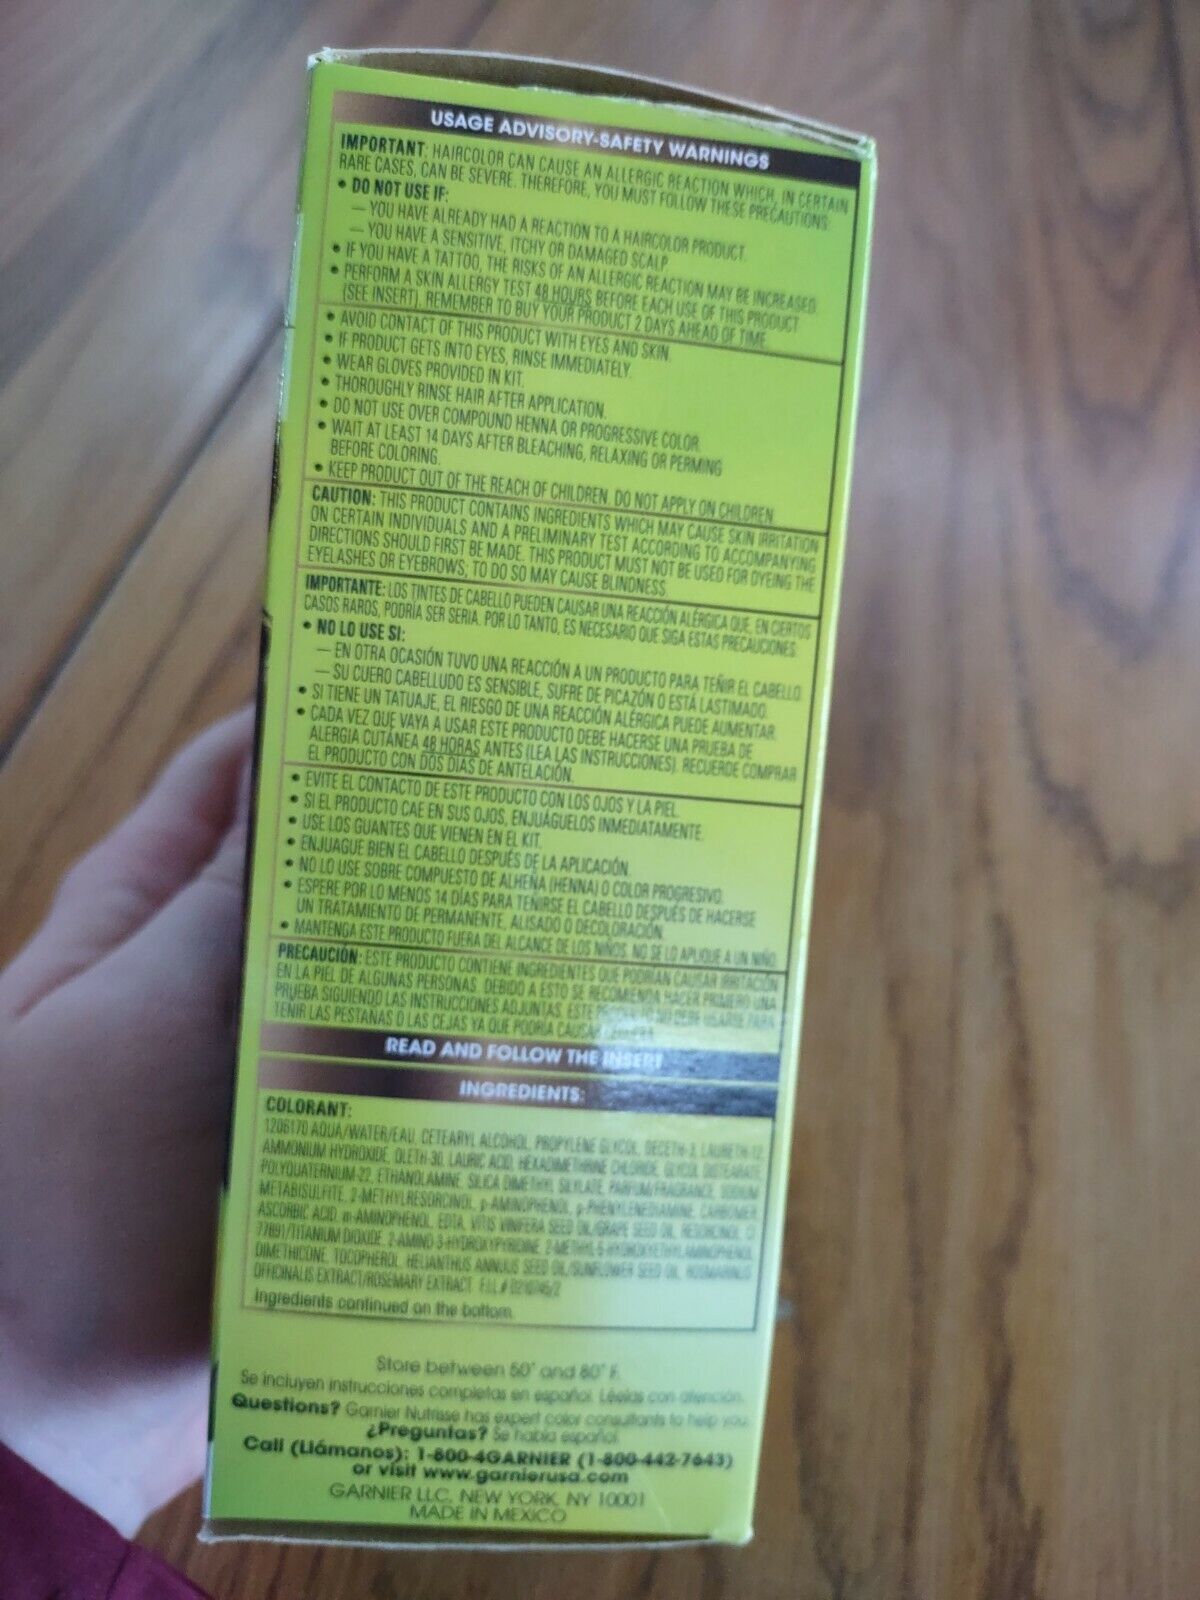 USAGE ADVISORY-SAFETY WARNINGS
IMPORTANT: HAIRCOLOR CAN CAUSE AN ALLERGIC REACTION WHICH, IN CERTAIN
RARE CASES, CAN BE SEVERE. THEREFORE, YOU MUST FOLLOW THESE PRECAUTIONS:
• DO NOT USE IF:
— YOU HAVE ALREADY HAD A REACTION TO A HAIRCOLOR PRODUCT.
— YOU HAVE A SENSITIVE, ITCHY OR DAMAGED SCALP.
• IF YOU HAVE A TATTOO, THE RISKS OF AN ALLERGIC REACTION MAY BE INCREASED.
• PERFORM A SKIN ALLERGY TEST 48 HOURS BEFORE EACH USE OF THIS PRODUCT
(SEE INSERT). REMEMBER TO BUY YOUR PRODUCT 2 DAYS AHEAD OF TIME.
• AVOID CONTACT OF THIS PRODUCT WITH EYES AND SKIN.
• IF PRODUCT GETS INTO EYES, RINSE IMMEDIATELY.
• WEAR GLOVES PROVIDED IN KIT.
• THOROUGHLY RINSE HAIR AFTER APPLICATION.
• DO NOT USE OVER COMPOUND HENNA OR PROGRESSIVE COLOR.
• WAIT AT LEAST 14 DAYS AFTER BLEACHING, RELAXING OR PERMING
BEFORE COLORING.
• KEEP PRODUCT OUT OF THE REACH OF CHILDREN. DO NOT APPLY ON CHILDREN.
CAUTION: THIS PRODUCT CONTAINS INGREDIENTS WHICH MAY CAUSE SKIN IRRITATION
ON CERTAIN INDIVIDUALS AND A PRELIMINARY TEST ACCORDING TO ACCOMPANYING
DIRECTIONS SHOULD FIRST BE MADE. THIS PRODUCT MUST NOT BE USED FOR DYEING THE
EYELASHES OR EYEBROWS; TO DO SO MAY CAUSE BLINDNESS.
IMPORTANTE: LOS TINTES DE CABELLO PUEDEN CAUSAR UNA REACCIÓN ALÉRGICA QUE, EN CIERTOS
CASOS RAROS, PODRÍA SER SERIA. POR LO TANTO, ES NECESARIO QUE SIGA ESTAS PRECAUCIONES:
• NO LO USE SI:
— EN OTRA OCASIÓN TUVO UNA REACCIÓN A UN PRODUCTO PARA TEÑIR EL CABELLO.
— SU CUERO CABELLUDO ES SENSIBLE, SUFRE DE PICAZÓN O ESTÁ LASTIMADO.
• SI TIENE UN TATUAJE, EL RIESGO DE UNA REACCIÓN ALÉRGICA PUEDE AUMENTAR.
• CADA VEZ QUE VAYA A USAR ESTE PRODUCTO DEBE HACERSE UNA PRUEBA DE
ALERGIA CUTÁNEA 48 HORAS ANTES (LEA LAS INSTRUCCIONES). RECUERDE COMPRAR
EL PRODUCTO CON DOS DÍAS DE ANTELACIÓN.
• EVITE EL CONTACTO DE ESTE PRODUCTO CON LOS OJOS Y LA PIEL.
• SI EL PRODUCTO CAE EN SUS OJOS, ENJUÁGUELOS INMEDIATAMENTE.
• USE LOS GUANTES QUE VIENEN EN EL KIT.
• ENJUAGUE BIEN EL CABELLO DESPUÉS DE LA APLICACIÓN.
• NO LO USE SOBRE COMPUESTO DE ALHEÑA (HENNA) O COLOR PROGRESIVO.
• ESPERE POR LO MENOS 14 DÍAS PARA TEÑIRSE EL CABELLO DESPUÉS DE HACERSE
UN TRATAMIENTO DE PERMANENTE, ALISADO O DECOLORACIÓN.
• MANTENGA ESTE PRODUCTO FUERA DEL ALCANCE DE LOS NIÑOS. NO SE LO APLIQUE A UN NIÑO.
PRECAUCIÓN: ESTE PRODUCTO CONTIENE INGREDIENTES QUE PODRÍAN CAUSAR IRRITACIÓN
EN LA PIEL DE ALGUNAS PERSONAS. DEBIDO A ESTO SE RECOMIENDA HACER PRIMERO UNA
PRUEBA SIGUIENDO LAS INSTRUCCIONES ADJUNTAS. ESTE NO DEBE USARSE PARA
TEÑIR LAS PESTAÑAS O LAS CEJAS YA QUE PODRÍA CAUSAR
READ AND FOLLOW THE INSERT
INGREDIENTS:
COLORANT:
1206170 AQUA/WATER/EAU, CETEARYL ALCOHOL, PROPYLENE GLYCOL, DECETH-3, LAURETH-12,
AMMONIUM HYDROXIDE, OLETH-30, LAURIC ACID, HEXADIMETHRINE CHLORIDE, GLYCOL DISTEARATE,
POLYQUATERNIUM-22, ETHANOLAMINE, SILICA DIMETHYL SILYLATE, PARFUM/FRAGRANCE, SODIUM
METABISULFITE, 2-METHYLRESORCINOL, p-AMINOPHENOL, p-PHENYLENEDIAMINE, CARBOMER,
ASCORBIC ACID, m-AMINOPHENOL, EDTA, VITIS VINIFERA SEED OIL/GRAPE SEED OIL, RESORCINOL, CI
77891/TITANIUM DIOXIDE, 2-AMINO-3-HYDROXYPYRIDINE, 2-METHYL-5-HYDROXYETHYLAMINOPHENOL,
DIMETHICONE, TOCOPHEROL, HELIANTHUS ANNUUS SEED OIL/SUNFLOWER SEED OIL, ROSMARINUS
OFFICINALIS EXTRACT/ROSEMARY EXTRACT. F.I.L.#
Ingredients continued on the bottom.
Store between 50° and 80° F.
Se incluyen instrucciones completas en español. Léelas con atención.
Questions? Garnier Nutrisse has expert color consultants to help you.
¿Preguntas? Se habla español.
Call (Llámanos): 1-800-4GARNIER (1-800-442-7643)
or visit www.garnierusa.com
GARNIER LLC, NEW YORK, NY 10001
MADE IN MEXICO